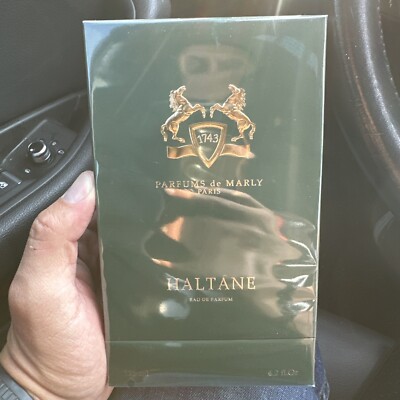 1743
PARFUMS de MARLY
PARIS
HALTANE
EAU DE PARFUM